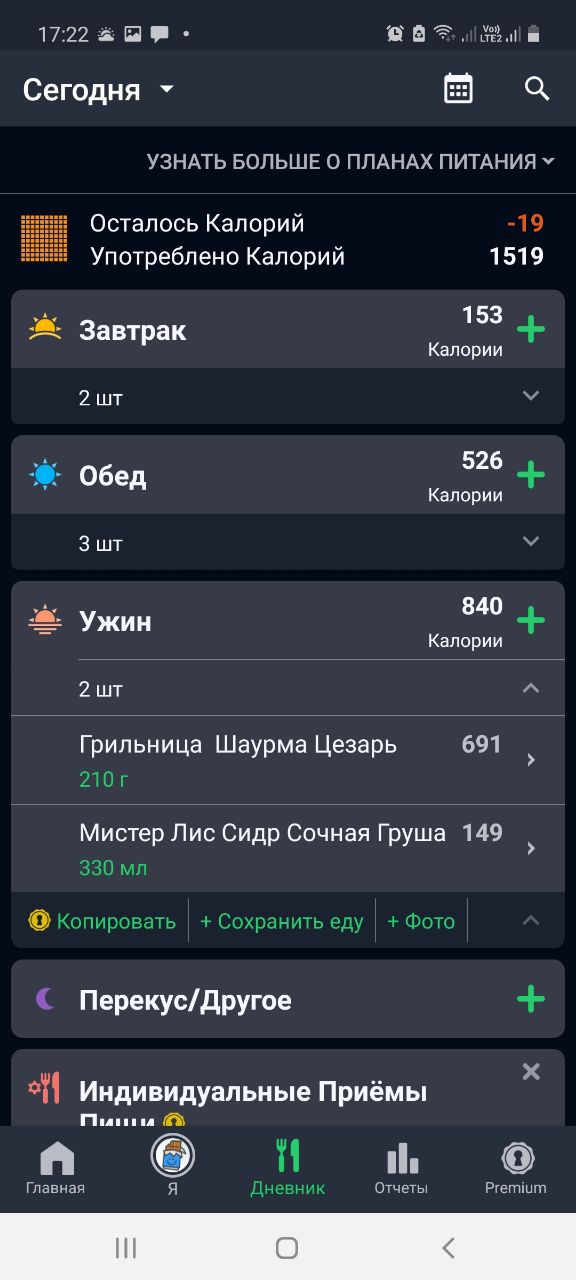 17:22
Vo)) LTE2
Сегодня
УЗНАТЬ БОЛЬШЕ О ПЛАНАХ ПИТАНИЯ
Осталось Калорий -19
Употреблено Калорий 1519
Завтрак 153
Калории
2 шт
Обед 526
Калории
3 шт
Ужин 840
Калории
2 шт
Грильница Шаурма Цезарь 691
210 г
Мистер Лис Сидр Сочная Груша 149
330 мл
Копировать + Сохранить еду + Фото
Перекус/Другое
Индивидуальные Приёмы
Пищи
Главная Я Дневник Отчеты Premium